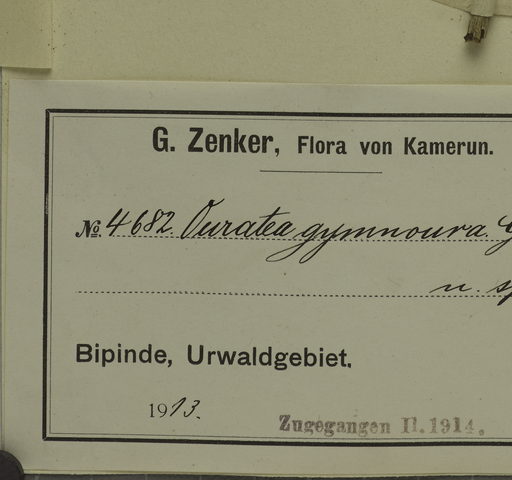 G. Zenker, Flora von Kamerun.
No. 4682. Ouratea gymnoura. G
n. sp
Bipinde, Urwaldgebiet.
1913.
Zugegangen II. 1914.